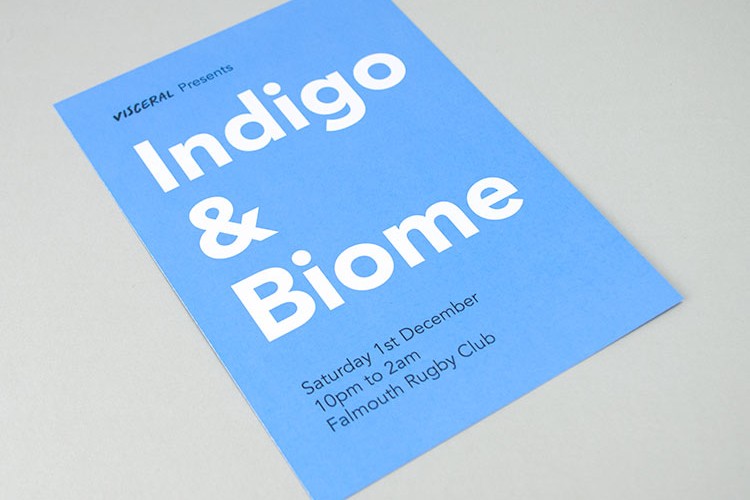 VISCERAL Presents
Indigo
&
Biome
Saturday 1st December
10pm to 2am
Falmouth Rugby Club